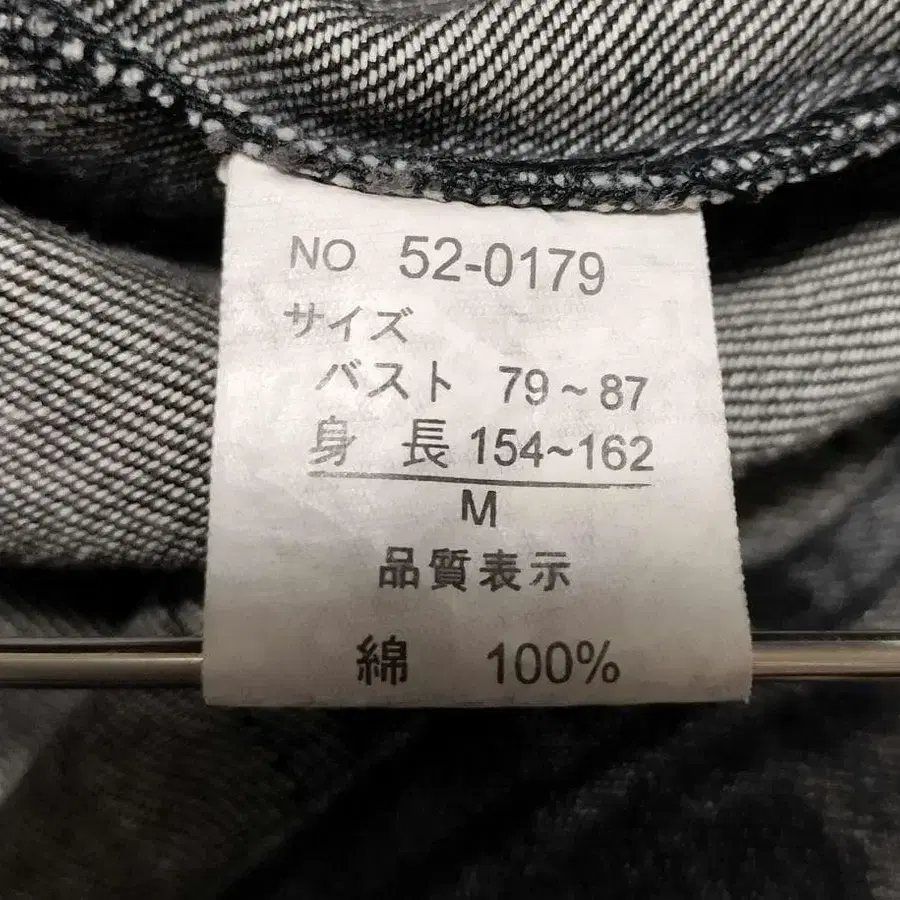 NO 52-0179
サイズ
バスト 79~87
身 長 154~162
M
品質表示
綿 100%